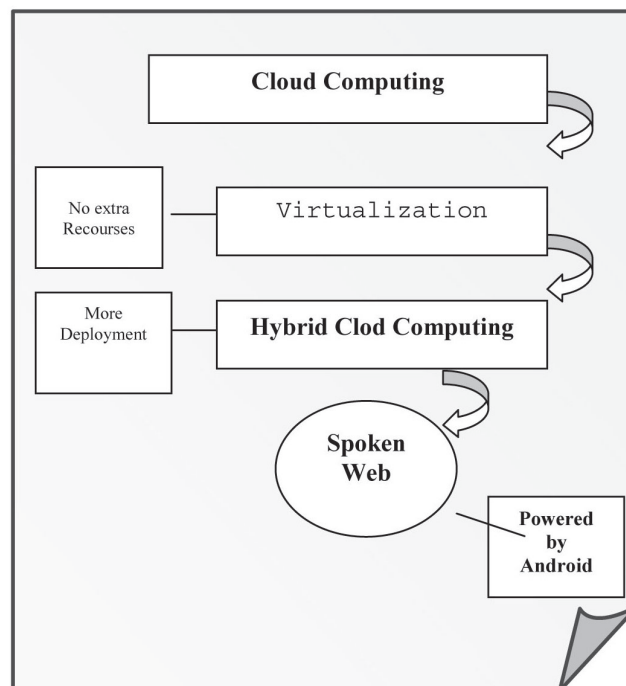 Cloud Computing
No extra
Recourses
Virtualization
More
Deployment
Hybrid Clod Computing
Spoken
Web
Powered
by
Android